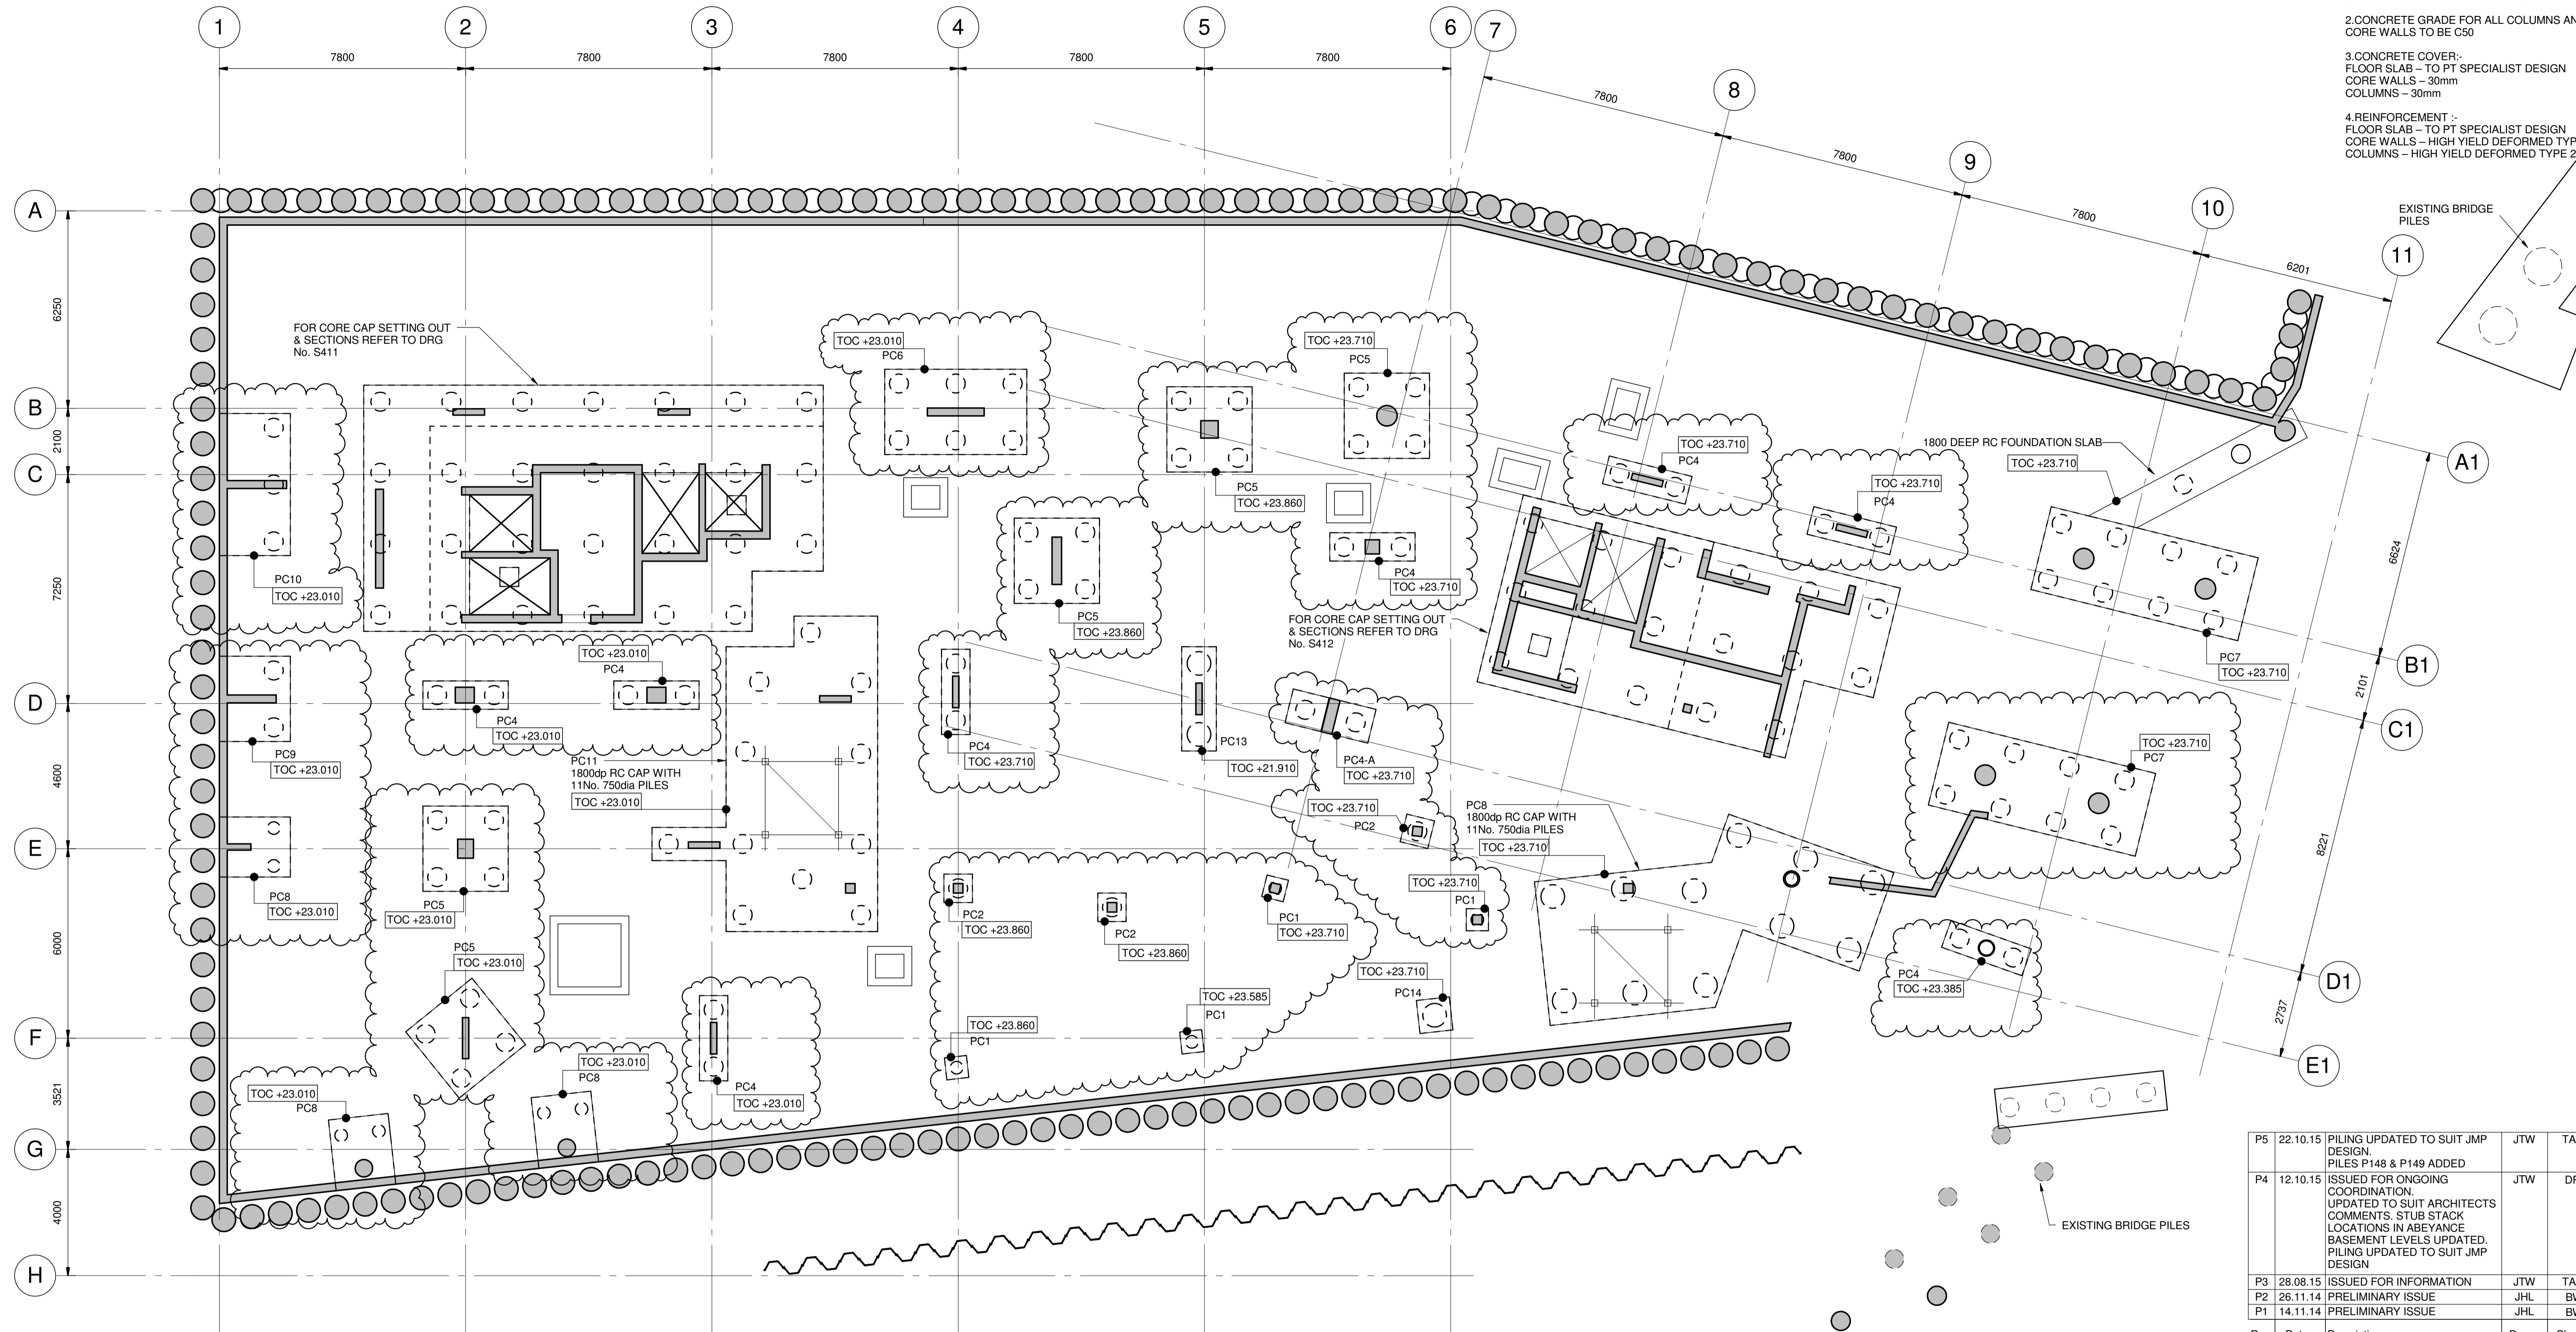 1
2
3
4
5
6
7
7800
7800
7800
7800
7800
8
9
10
11
7800
7800
7800
6201
2.CONCRETE GRADE FOR ALL COLUMNS AN
CORE WALLS TO BE C50
3.CONCRETE COVER:-
FLOOR SLAB – TO PT SPECIALIST DESIGN
CORE WALLS – 30mm
COLUMNS – 30mm
4.REINFORCEMENT :-
FLOOR SLAB – TO PT SPECIALIST DESIGN
CORE WALLS – HIGH YIELD DEFORMED TYP
COLUMNS – HIGH YIELD DEFORMED TYPE 2
EXISTING BRIDGE
PILES
A
B
C
D
E
F
G
H
6250
2100
7250
4600
6000
3521
4000
A1
B1
C1
D1
E1
6624
2101
8221
2737
FOR CORE CAP SETTING OUT
& SECTIONS REFER TO DRG
No. S411
TOC +23.010
PC6
TOC +23.710
PC5
PC5
TOC +23.860
TOC +23.710
PC4
TOC +23.710
PC4
1800 DEEP RC FOUNDATION SLAB
TOC +23.710
PC10
TOC +23.010
PC4
TOC +23.710
PC5
TOC +23.860
FOR CORE CAP SETTING OUT
& SECTIONS REFER TO DRG
No. S412
PC7
TOC +23.710
TOC +23.010
PC4
PC4
TOC +23.010
PC9
TOC +23.010
PC11
1800dp RC CAP WITH
11No. 750dia PILES
TOC +23.010
PC4
TOC +23.710
PC13
TOC +21.910
PC4-A
TOC +23.710
TOC +23.710
PC7
TOC +23.710
PC2
PC8
1800dp RC CAP WITH
11No. 750dia PILES
TOC +23.710
PC8
TOC +23.010
PC5
TOC +23.010
PC2
TOC +23.860
PC2
TOC +23.860
PC1
TOC +23.710
TOC +23.710
PC1
PC5
TOC +23.010
TOC +23.710
PC14
PC4
TOC +23.385
TOC +23.585
PC1
TOC +23.860
PC1
TOC +23.010
PC8
TOC +23.010
PC8
PC4
TOC +23.010
EXISTING BRIDGE PILES
P5 22.10.15 PILING UPDATED TO SUIT JMP JTW TA
DESIGN.
PILES P148 & P149 ADDED
P4 12.10.15 ISSUED FOR ONGOING JTW DF
COORDINATION.
UPDATED TO SUIT ARCHITECTS
COMMENTS. STUB STACK
LOCATIONS IN ABEYANCE
BASEMENT LEVELS UPDATED.
PILING UPDATED TO SUIT JMP
DESIGN
P3 28.08.15 ISSUED FOR INFORMATION JTW TA
P2 26.11.14 PRELIMINARY ISSUE JHL BW
P1 14.11.14 PRELIMINARY ISSUE JHL BW